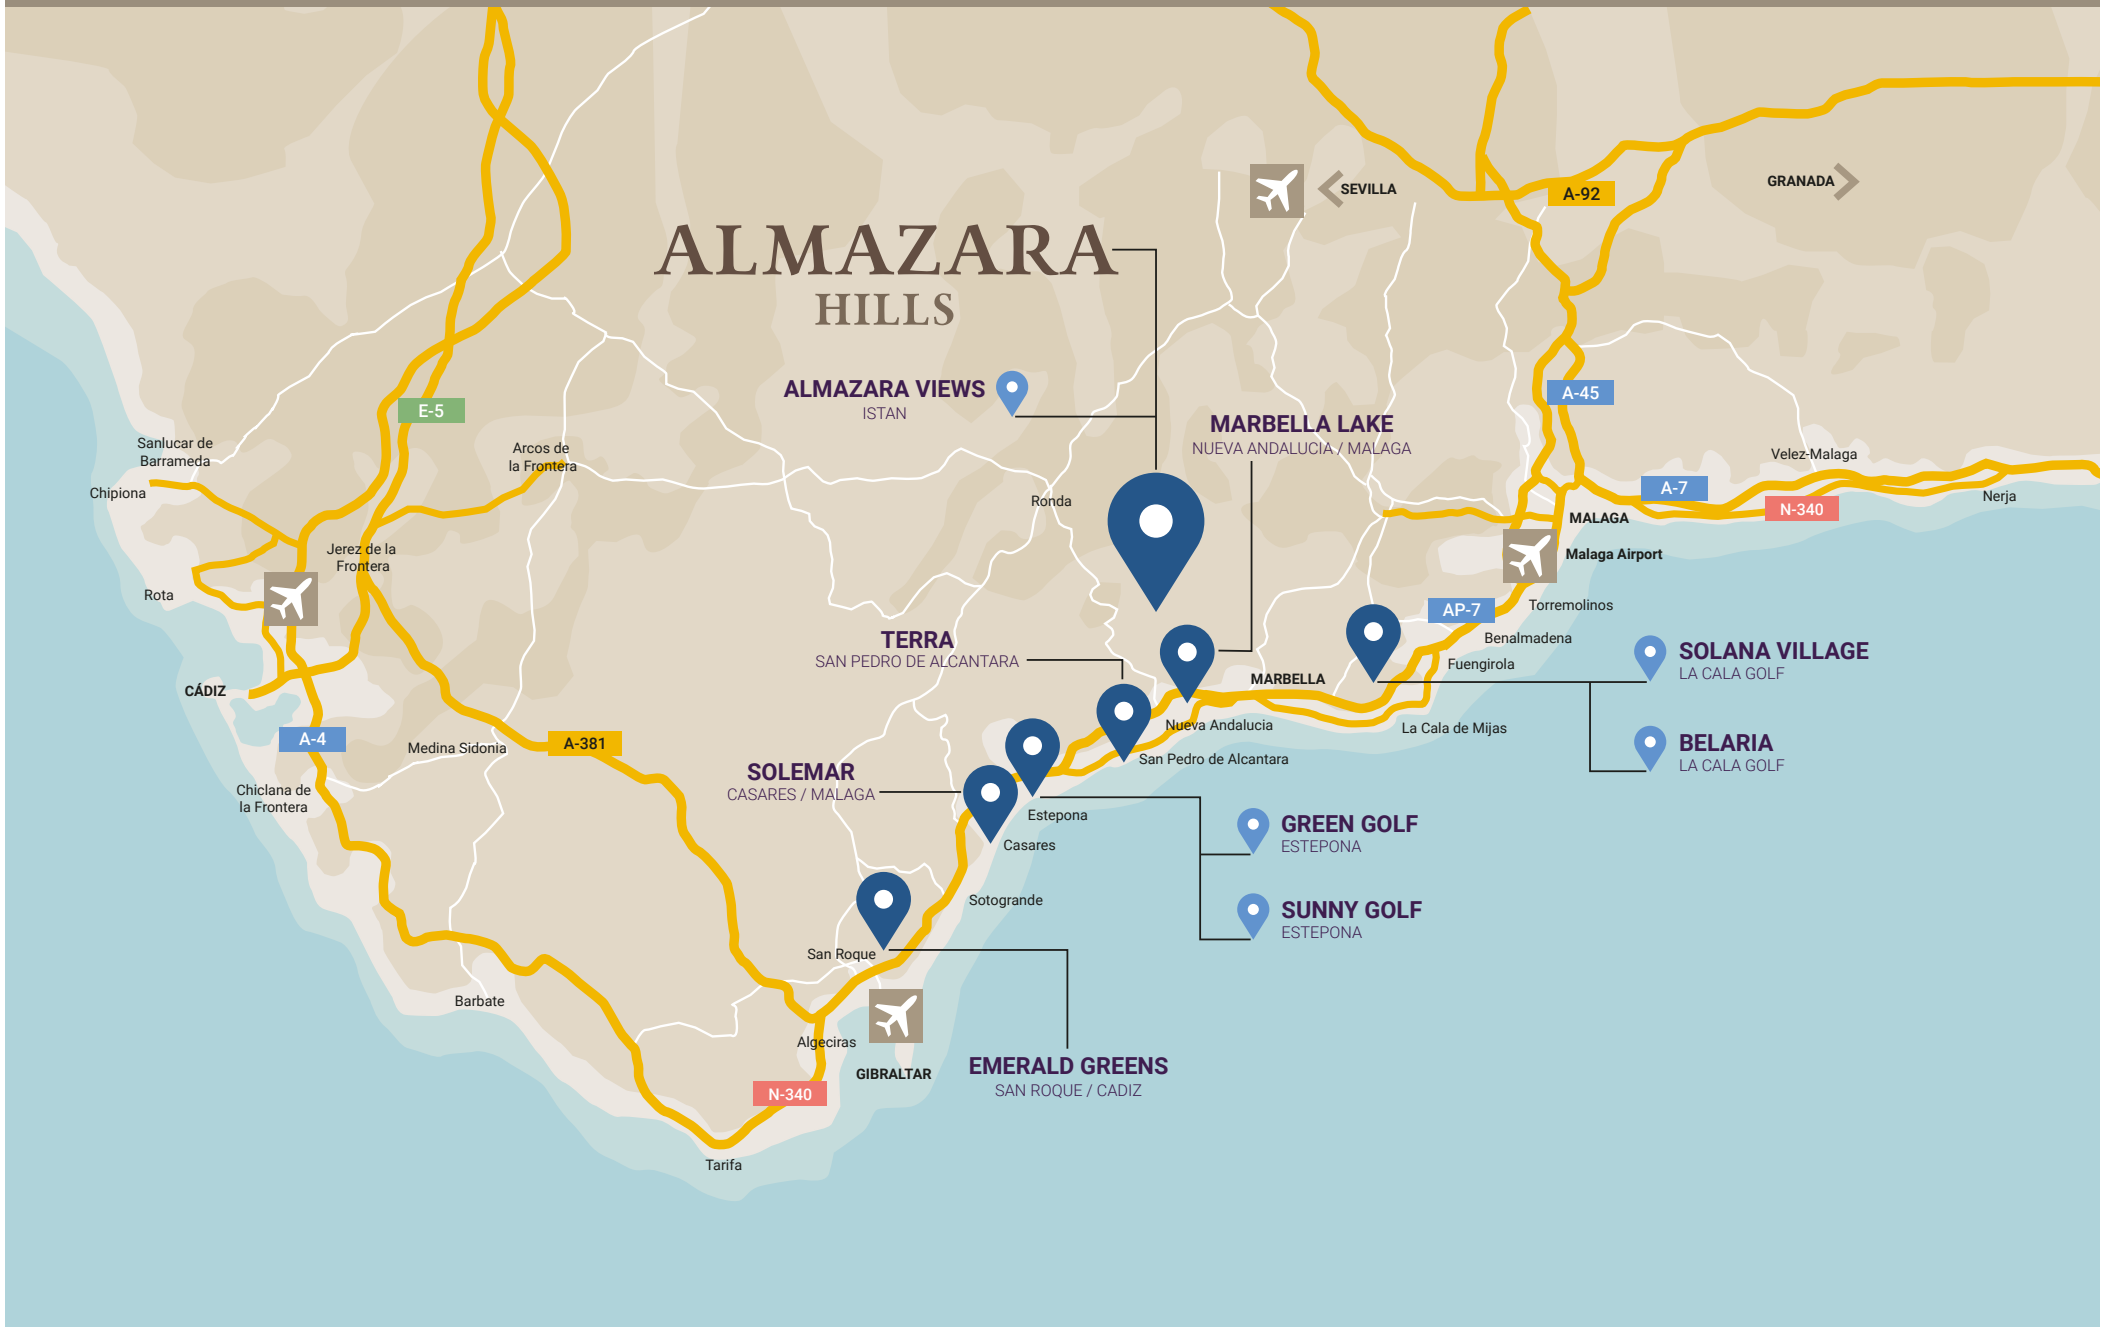 SEVILLA
A-92
GRANADA
ALMAZARA
HILLS
ALMAZARA VIEWS
ISTAN
MARBELLA LAKE
NUEVA ANDALUCIA / MALAGA
A-45
E-5
Sanlucar de
Barrameda
Chipiona
Arcos de
la Frontera
Ronda
Velez-Malaga
A-7
N-340
Nerja
MALAGA
Malaga Airport
Jerez de la
Frontera
Rota
AP-7
Torremolinos
Benalmadena
Fuengirola
TERRA
SAN PEDRO DE ALCANTARA
MARBELLA
SOLANA VILLAGE
LA CALA GOLF
CÁDIZ
A-4
Medina Sidonia
A-381
Nueva Andalucia
La Cala de Mijas
San Pedro de Alcantara
BELARIA
LA CALA GOLF
SOLEMAR
CASARES / MALAGA
Chiclana de
la Frontera
Estepona
Casares
GREEN GOLF
ESTEPONA
Sotogrande
SUNNY GOLF
ESTEPONA
San Roque
Barbate
Algeciras
GIBRALTAR
EMERALD GREENS
SAN ROQUE / CADIZ
N-340
Tarifa